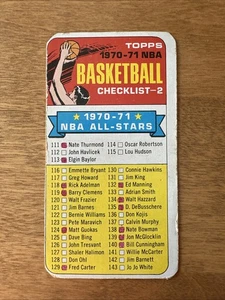 TOPPS
1970-71 NBA
BASKETBALL
CHECKLIST-2
1970-71
NBA ALL-STARS
111 Nate Thurmond 114 Oscar Robertson
112 John Havlicek 115 Lou Hudson
113 Elgin Baylor
116 Emmette Bryant 130 Connie Hawkins
117 Greg Howard 131 Jim King
118 Rick Adelman 132 Ed Manning
119 Barry Clemens 133 Adrian Smith
120 Walt Frazier 134 Walt Hazzard
121 Jim Barnes 135 D. DeBusschere
122 Bernie Williams 136 Don Kojis
123 Pete Maravich 137 Calvin Murphy
124 Matt Guokas 138 Nate Bowman
125 Dave Bing 139 Jon McGlocklin
126 John Tresvant 140 Bill Cunningham
127 Shaler Halimon 141 Willie McCarter
128 Don Ohl 142 Jim Barnett
129 Fred Carter 143 Jo Jo White